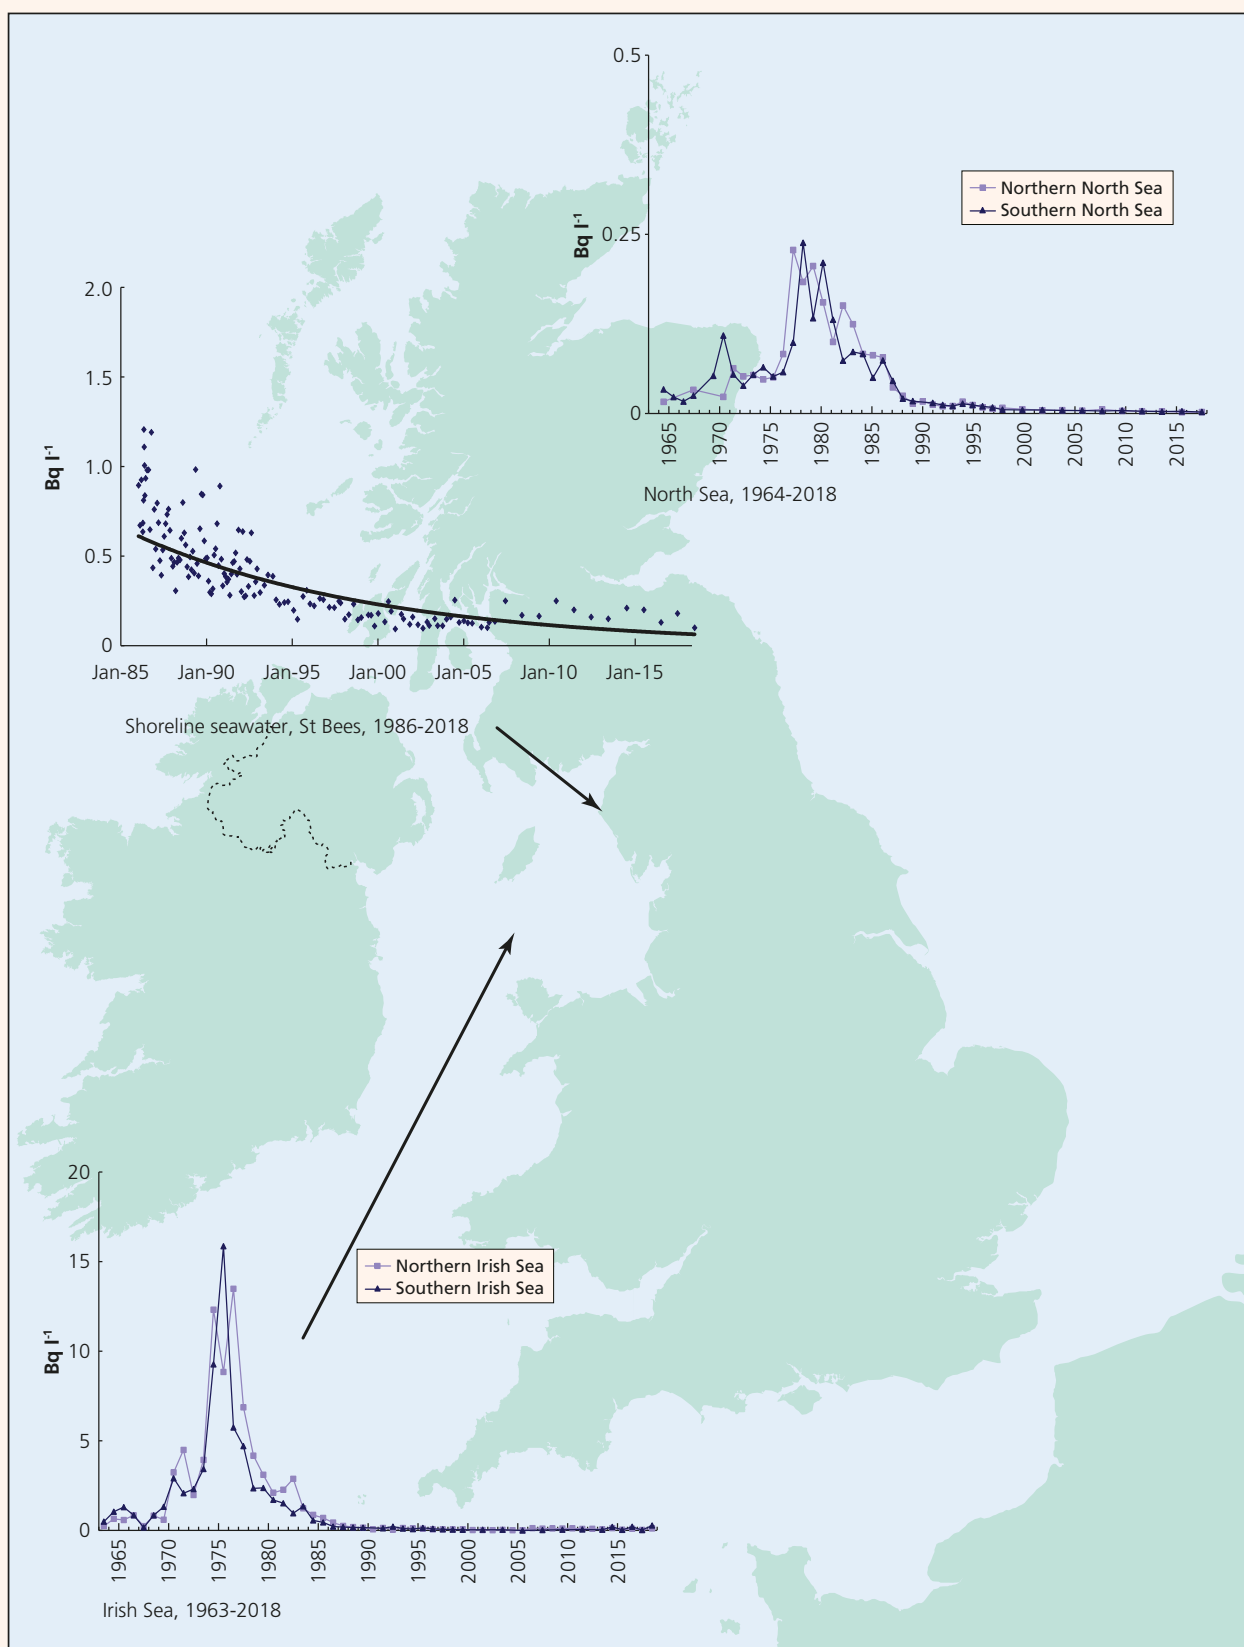 0.5
0.25
0
Bq l-1
Northern North Sea
Southern North Sea
1965 1970 1975 1980 1985 1990 1995 2000 2005 2010 2015
North Sea, 1964-2018
2.0
1.5
1.0
0.5
0
Bq l-1
Jan-85 Jan-90 Jan-95 Jan-00 Jan-05 Jan-10 Jan-15
Shoreline seawater, St Bees, 1986-2018
20
15
10
5
0
Bq l-1
Northern Irish Sea
Southern Irish Sea
1965 1970 1975 1980 1985 1990 1995 2000 2005 2010 2015
Irish Sea, 1963-2018